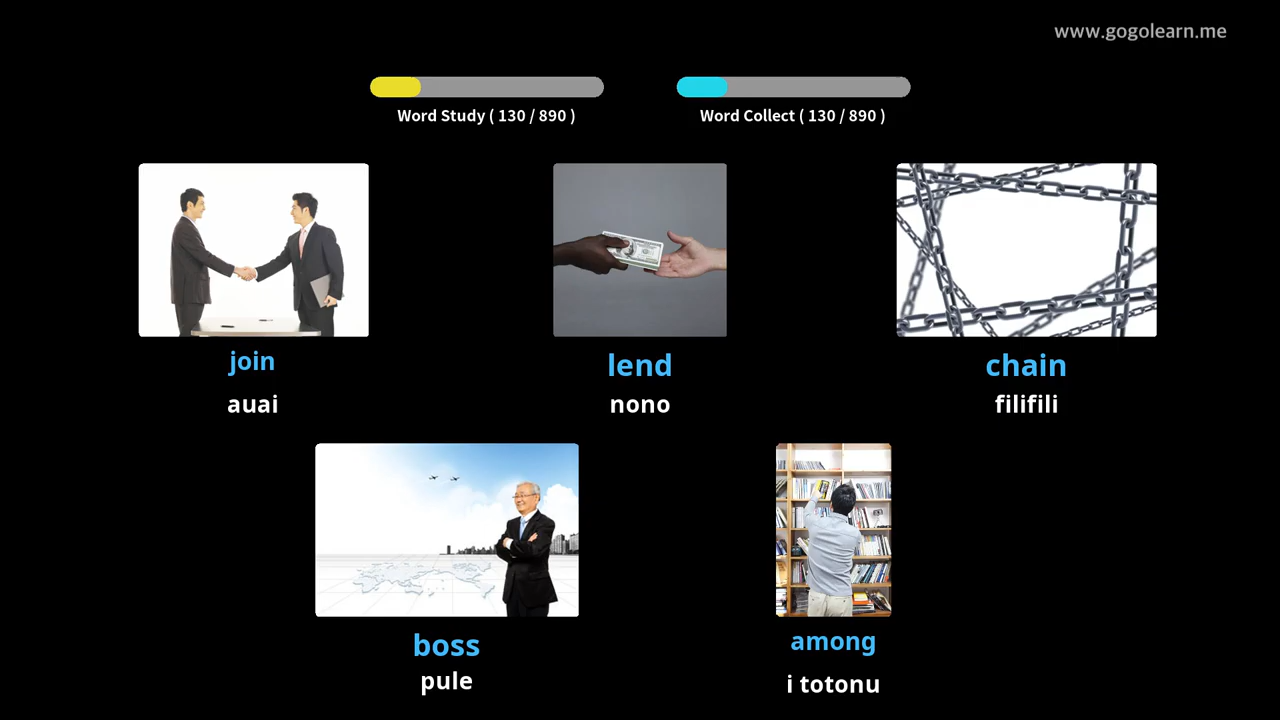 www.gogolearn.me
Word Study ( 130 / 890 )
Word Collect ( 130 / 890 )
join
auai
lend
nono
chain
filifili
boss
pule
among
i totonu